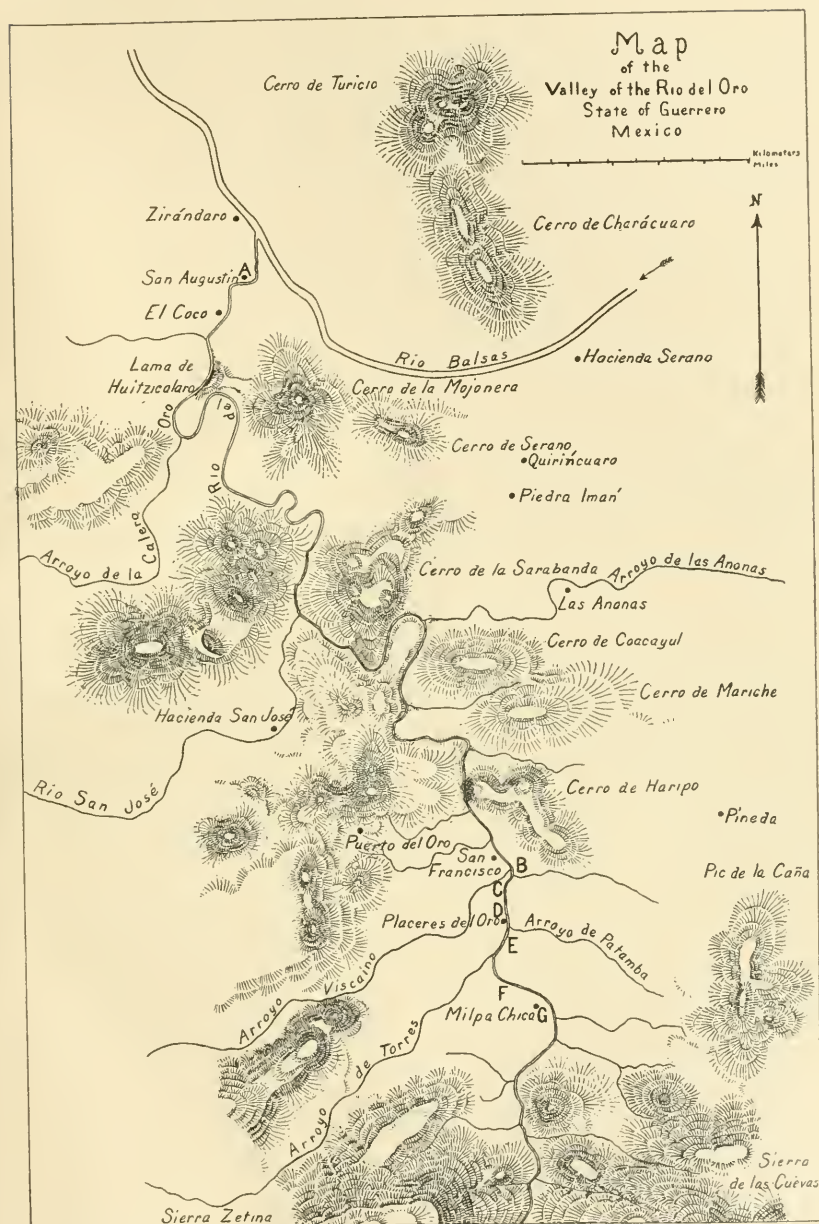 Map
of the
Valley of the Rio del Oro
State of Guerrero
Mexico
Kilometers
Miles
N
Cerro de Turicio
Zirándaro
Cerro de Charácuaro
San Augustin
A
El Coco
Rio Balsas
Hacienda Serano
Lama de
Huitzicolaro
Cerro de la Mojonera
Rio del Oro
Cerro de Serano
Quirińcuaro
Piedra Imań
Arroyo de la Calera
Cerro de la Sarabanda
Arroyo de las Anonas
Las Anonas
Cerro de Coacayul
Cerro de Mariche
Hacienda San José
Rio San José
Cerro de Haripo
Pineda
Puerto del Oro
San
Francisco
B
Pic de la Caña
C
D
Placeres del Oro
Arroyo de Patamba
E
Arroyo Viscaino
F
Milpa Chica
G
Arroyo de Torres
Sierra
de las Cuevas
Sierra Zetina